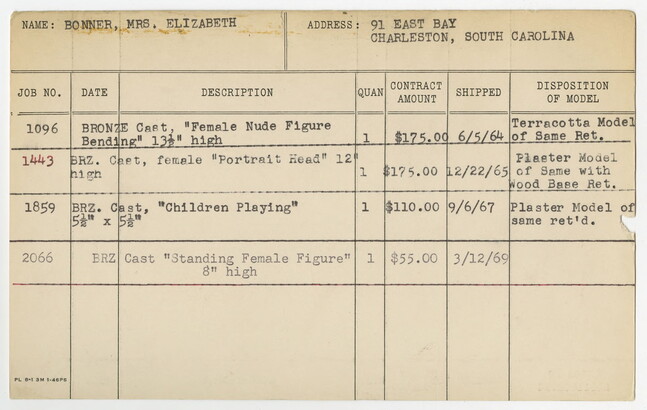 NAME: BONNER, MRS. ELIZABETH ADDRESS: 91 EAST BAY
CHARLESTON, SOUTH CAROLINA
JOB NO. DATE DESCRIPTION QUAN CONTRACT AMOUNT SHIPPED DISPOSITION OF MODEL
1096 BRONZE Cast, "Female Nude Figure Terracotta Model
Bending" 13½" high 1 $175.00 6/5/64 of Same Ret.
1443 BRZ. Cast, female "Portrait Head" 12" Plaster Model
high 1 $175.00 12/22/65 of Same with
Wood Base Ret.
1859 BRZ. Cast, "Children Playing" 1 $110.00 9/6/67 Plaster Model of
5½" x 5½" same ret'd.
2066 BRZ Cast "Standing Female Figure" 1 $55.00 3/12/69
8" high